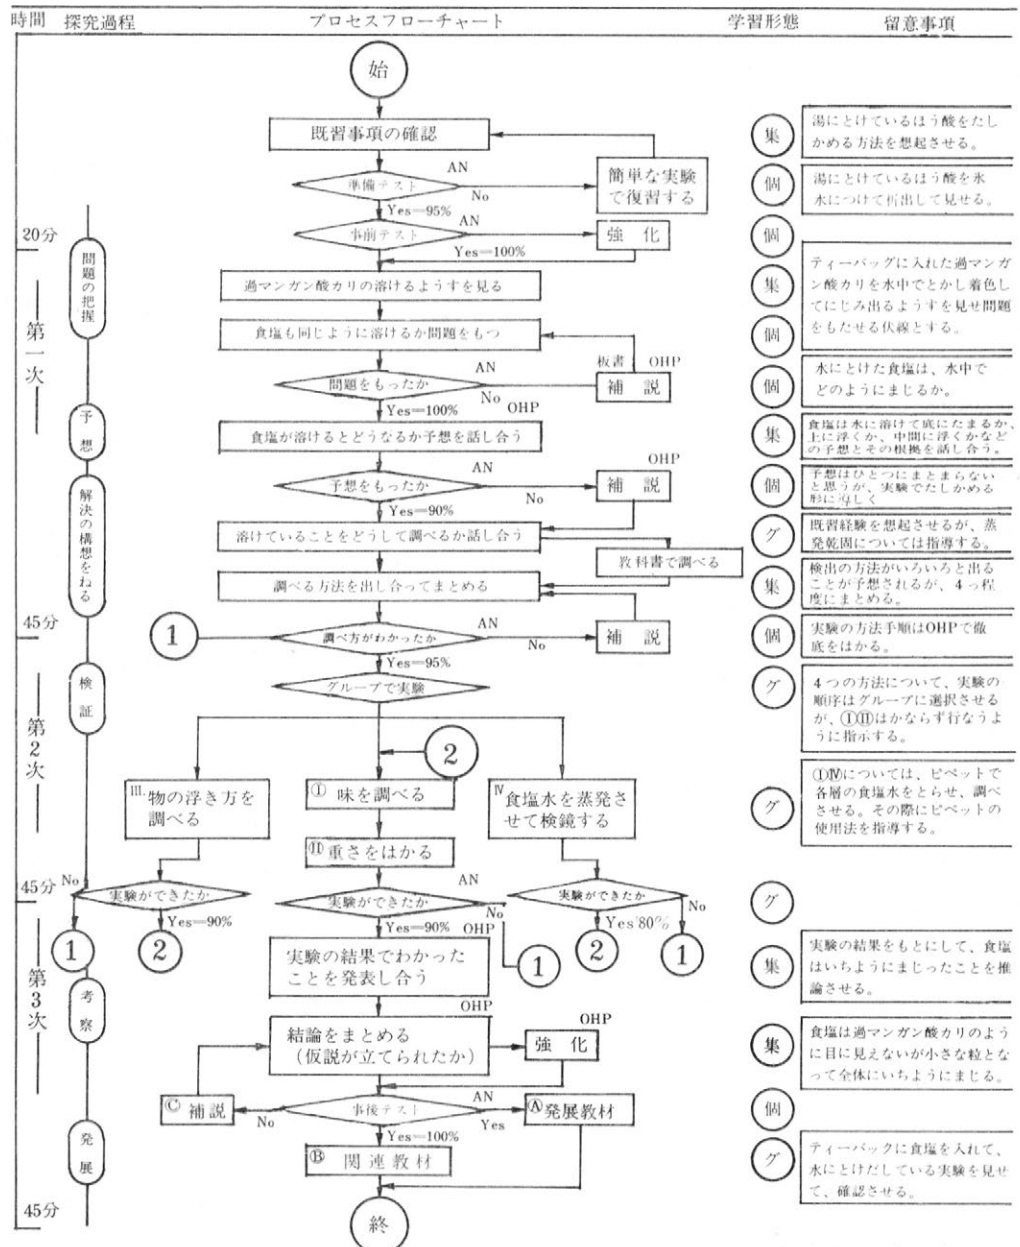 時間 探究過程 プロセスフローチャート 学習形態 留意事項
始
既習事項の確認
集
湯にとけているほう酸をたし
かめる方法を想起させる。
AN
準備テスト
No
Yes=95%
簡単な実験
で復習する
個
湯にとけているほう酸を氷
水につけて析出して見せる。
20分
事前テスト
AN
Yes=100%
強化
個
問題の把握
第一次
過マンガン酸カリの溶けるようすを見る
集
ティーバッグに入れた過マンガ
ン酸カリを水中でとかし着色し
てにじみ出るようすを見せ問題
をもたせる伏線とする。
食塩も同じように溶けるか問題をもつ
個
板書 OHP
問題をもったか
AN
No
補説
Yes=100%
OHP
個
水にとけた食塩は、水中で
どのようにまじるか。
予想
食塩が溶けるとどうなるか予想を話し合う
集
食塩は水に溶けて底にたまるか、
上に浮くか、中間に浮くかなど
の予想とその根拠を話し合う。
AN
OHP
予想をもったか
No
補説
Yes=90%
個
予想はひとつにまとまらない
と思うが、実験でたしかめる
形に導しく
解決の構想をねる
溶けていることをどうして調べるか話し合う
グ
既習経験を想起させるが、蒸
発乾固については指導する。
教科書で調べる
調べる方法を出し合ってまとめる
集
検出の方法がいろいろと出
ることが予想されるが、4っ程
度にまとめる。
45分
1
調べ方がわかったか
AN
No
補説
Yes=95%
個
実験の方法手順はOHPで徹
底をはかる。
検証
第2次
グループで実験
グ
4つの方法について、実験の
順序はグループに選択させる
が、ⒾⅡはかならず行なうよ
うに指示する。
2
Ⅲ.物の浮き方を
調べる
Ⓘ 味を調べる
Ⅳ食塩水を蒸発さ
せて検鏡する
グ
ⒾⅣについては、ピペットで
各層の食塩水をとらせ、調べ
させる。その際にピペットの
使用法を指導する。
Ⅱ重さをはかる
45分
No
実験ができたか
Yes=90%
AN
実験ができたか
No
Yes=90%
OHP
実験ができたか
No
Yes 80%
グ
1
2
1
2
1
第3次
考察
実験の結果でわかった
ことを発表し合う
集
実験の結果をもとにして、食塩
はいちようにまじったことを推
論させる。
OHP
結論をまとめる
(仮説が立てられたか)
OHP
強化
集
食塩は過マンガン酸カリのよう
に目に見えないが小さな粒とな
って全体にいちようにまじる。
Ⓒ補説
No
事後テスト
AN
Yes
Ⓐ発展教材
Yes=100%
個
発展
Ⓑ 関連教材
グ
ティーバックに食塩を入れて、
水にとけだしている実験を見せ
て、確認させる。
45分
終